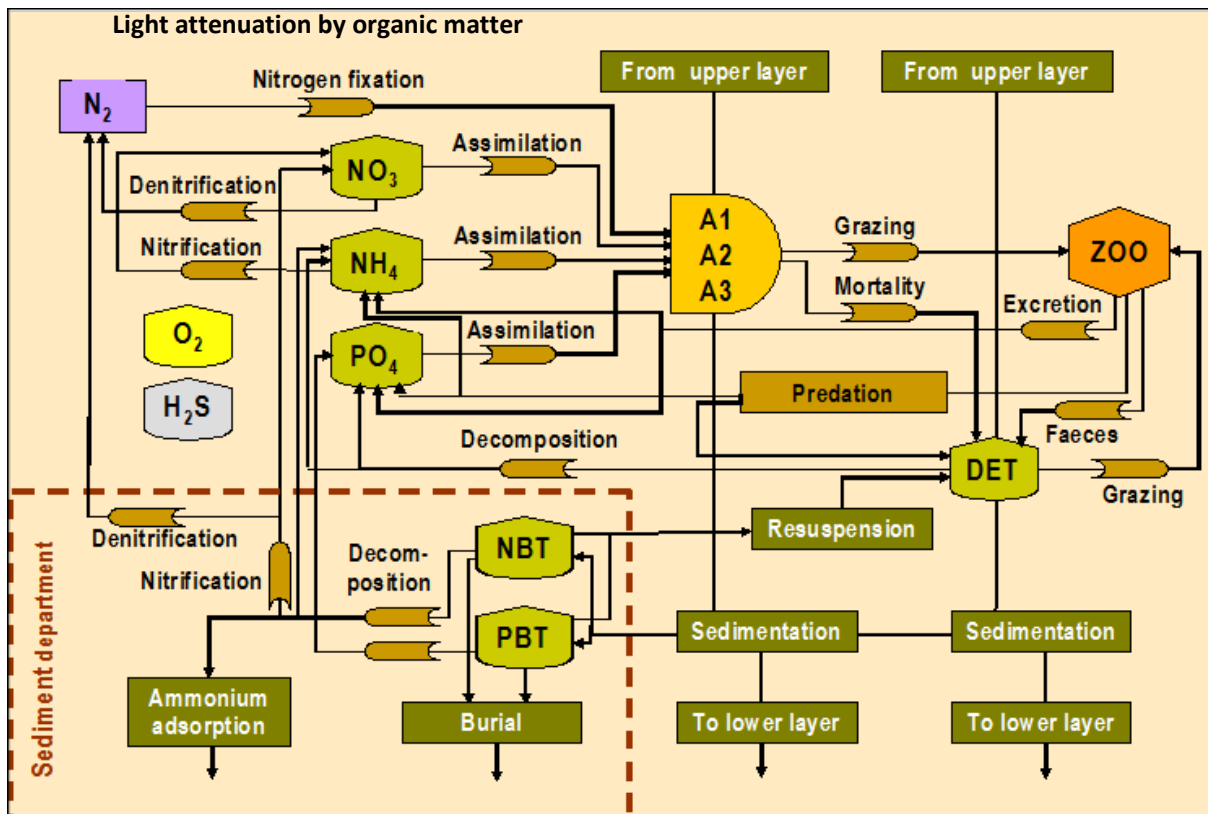 Light attenuation by organic matter
From upper layer
From upper layer
Nitrogen fixation
N2
Assimilation
NO3
Denitrification
A1
A2
A3
Grazing
ZOO
Assimilation
Nitrification
NH4
Mortality
Excretion
O2
Assimilation
PO4
H2S
Predation
Faeces
Decomposition
DET
Grazing
Denitrification
Resuspension
NBT
Decom-
position
Nitrification
PBT
Sedimentation
Sedimentation
Sediment department
Ammonium
adsorption
Burial
To lower layer
To lower layer